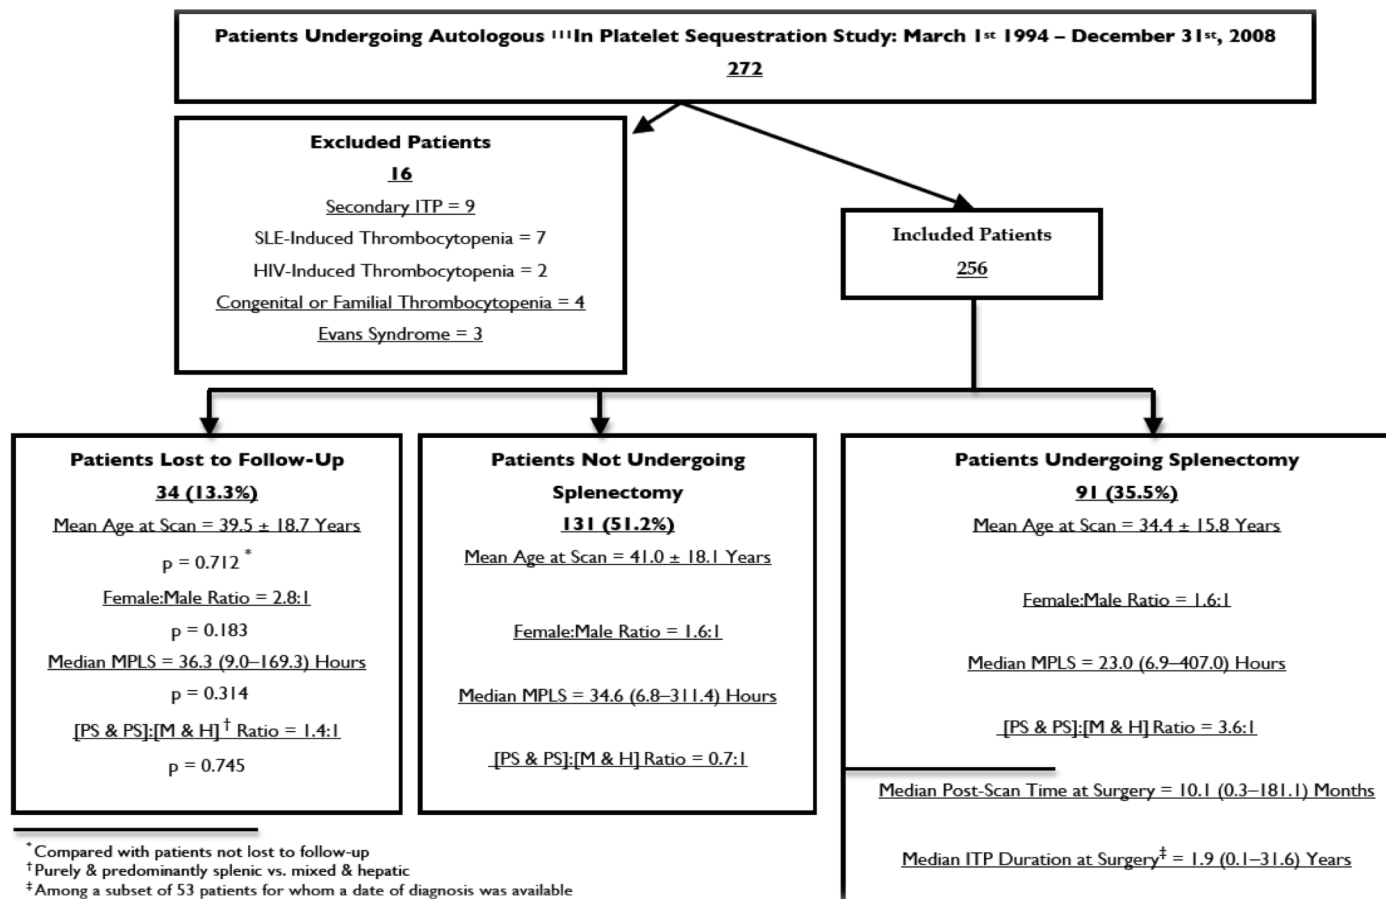 Patients Undergoing Autologous ¹¹¹In Platelet Sequestration Study: March 1st 1994 – December 31st, 2008
272
Excluded Patients
16
Secondary ITP = 9
SLE-Induced Thrombocytopenia = 7
HIV-Induced Thrombocytopenia = 2
Congenital or Familial Thrombocytopenia = 4
Evans Syndrome = 3
Included Patients
256
Patients Lost to Follow-Up
34 (13.3%)
Mean Age at Scan = 39.5 ± 18.7 Years
p = 0.712 *
Female:Male Ratio = 2.8:1
p = 0.183
Median MPLS = 36.3 (9.0–169.3) Hours
p = 0.314
[PS & PS]:[M & H] † Ratio = 1.4:1
p = 0.745
Patients Not Undergoing
Splenectomy
131 (51.2%)
Mean Age at Scan = 41.0 ± 18.1 Years
Female:Male Ratio = 1.6:1
Median MPLS = 34.6 (6.8–311.4) Hours
[PS & PS]:[M & H] Ratio = 0.7:1
Patients Undergoing Splenectomy
91 (35.5%)
Mean Age at Scan = 34.4 ± 15.8 Years
Female:Male Ratio = 1.6:1
Median MPLS = 23.0 (6.9–407.0) Hours
[PS & PS]:[M & H] Ratio = 3.6:1
Median Post-Scan Time at Surgery = 10.1 (0.3–181.1) Months
Median ITP Duration at Surgery‡ = 1.9 (0.1–31.6) Years
* Compared with patients not lost to follow-up
† Purely & predominantly splenic vs. mixed & hepatic
‡ Among a subset of 53 patients for whom a date of diagnosis was available